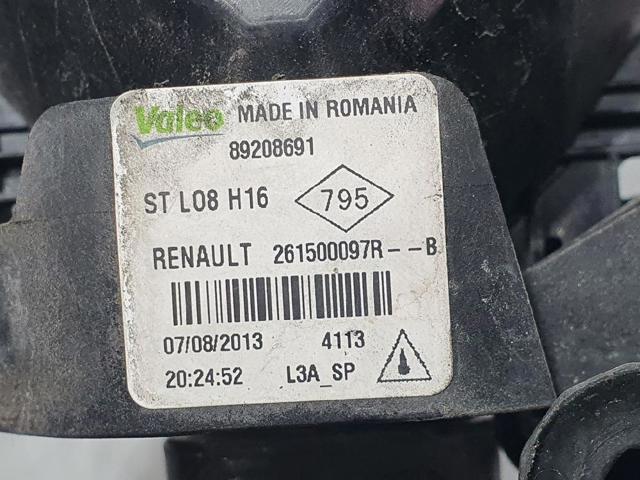 Valeo MADE IN ROMANIA
89208691
ST L08 H16 795
RENAULT 261500097R--B
07/08/2013 4113
20:24:52 L3A_SP